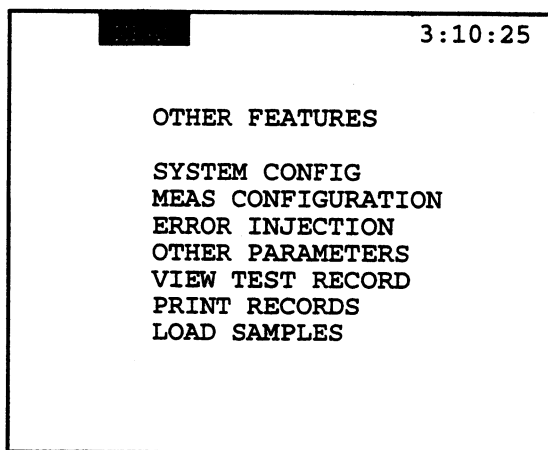 3:10:25
OTHER FEATURES
SYSTEM CONFIG
MEAS CONFIGURATION
ERROR INJECTION
OTHER PARAMETERS
VIEW TEST RECORD
PRINT RECORDS
LOAD SAMPLES